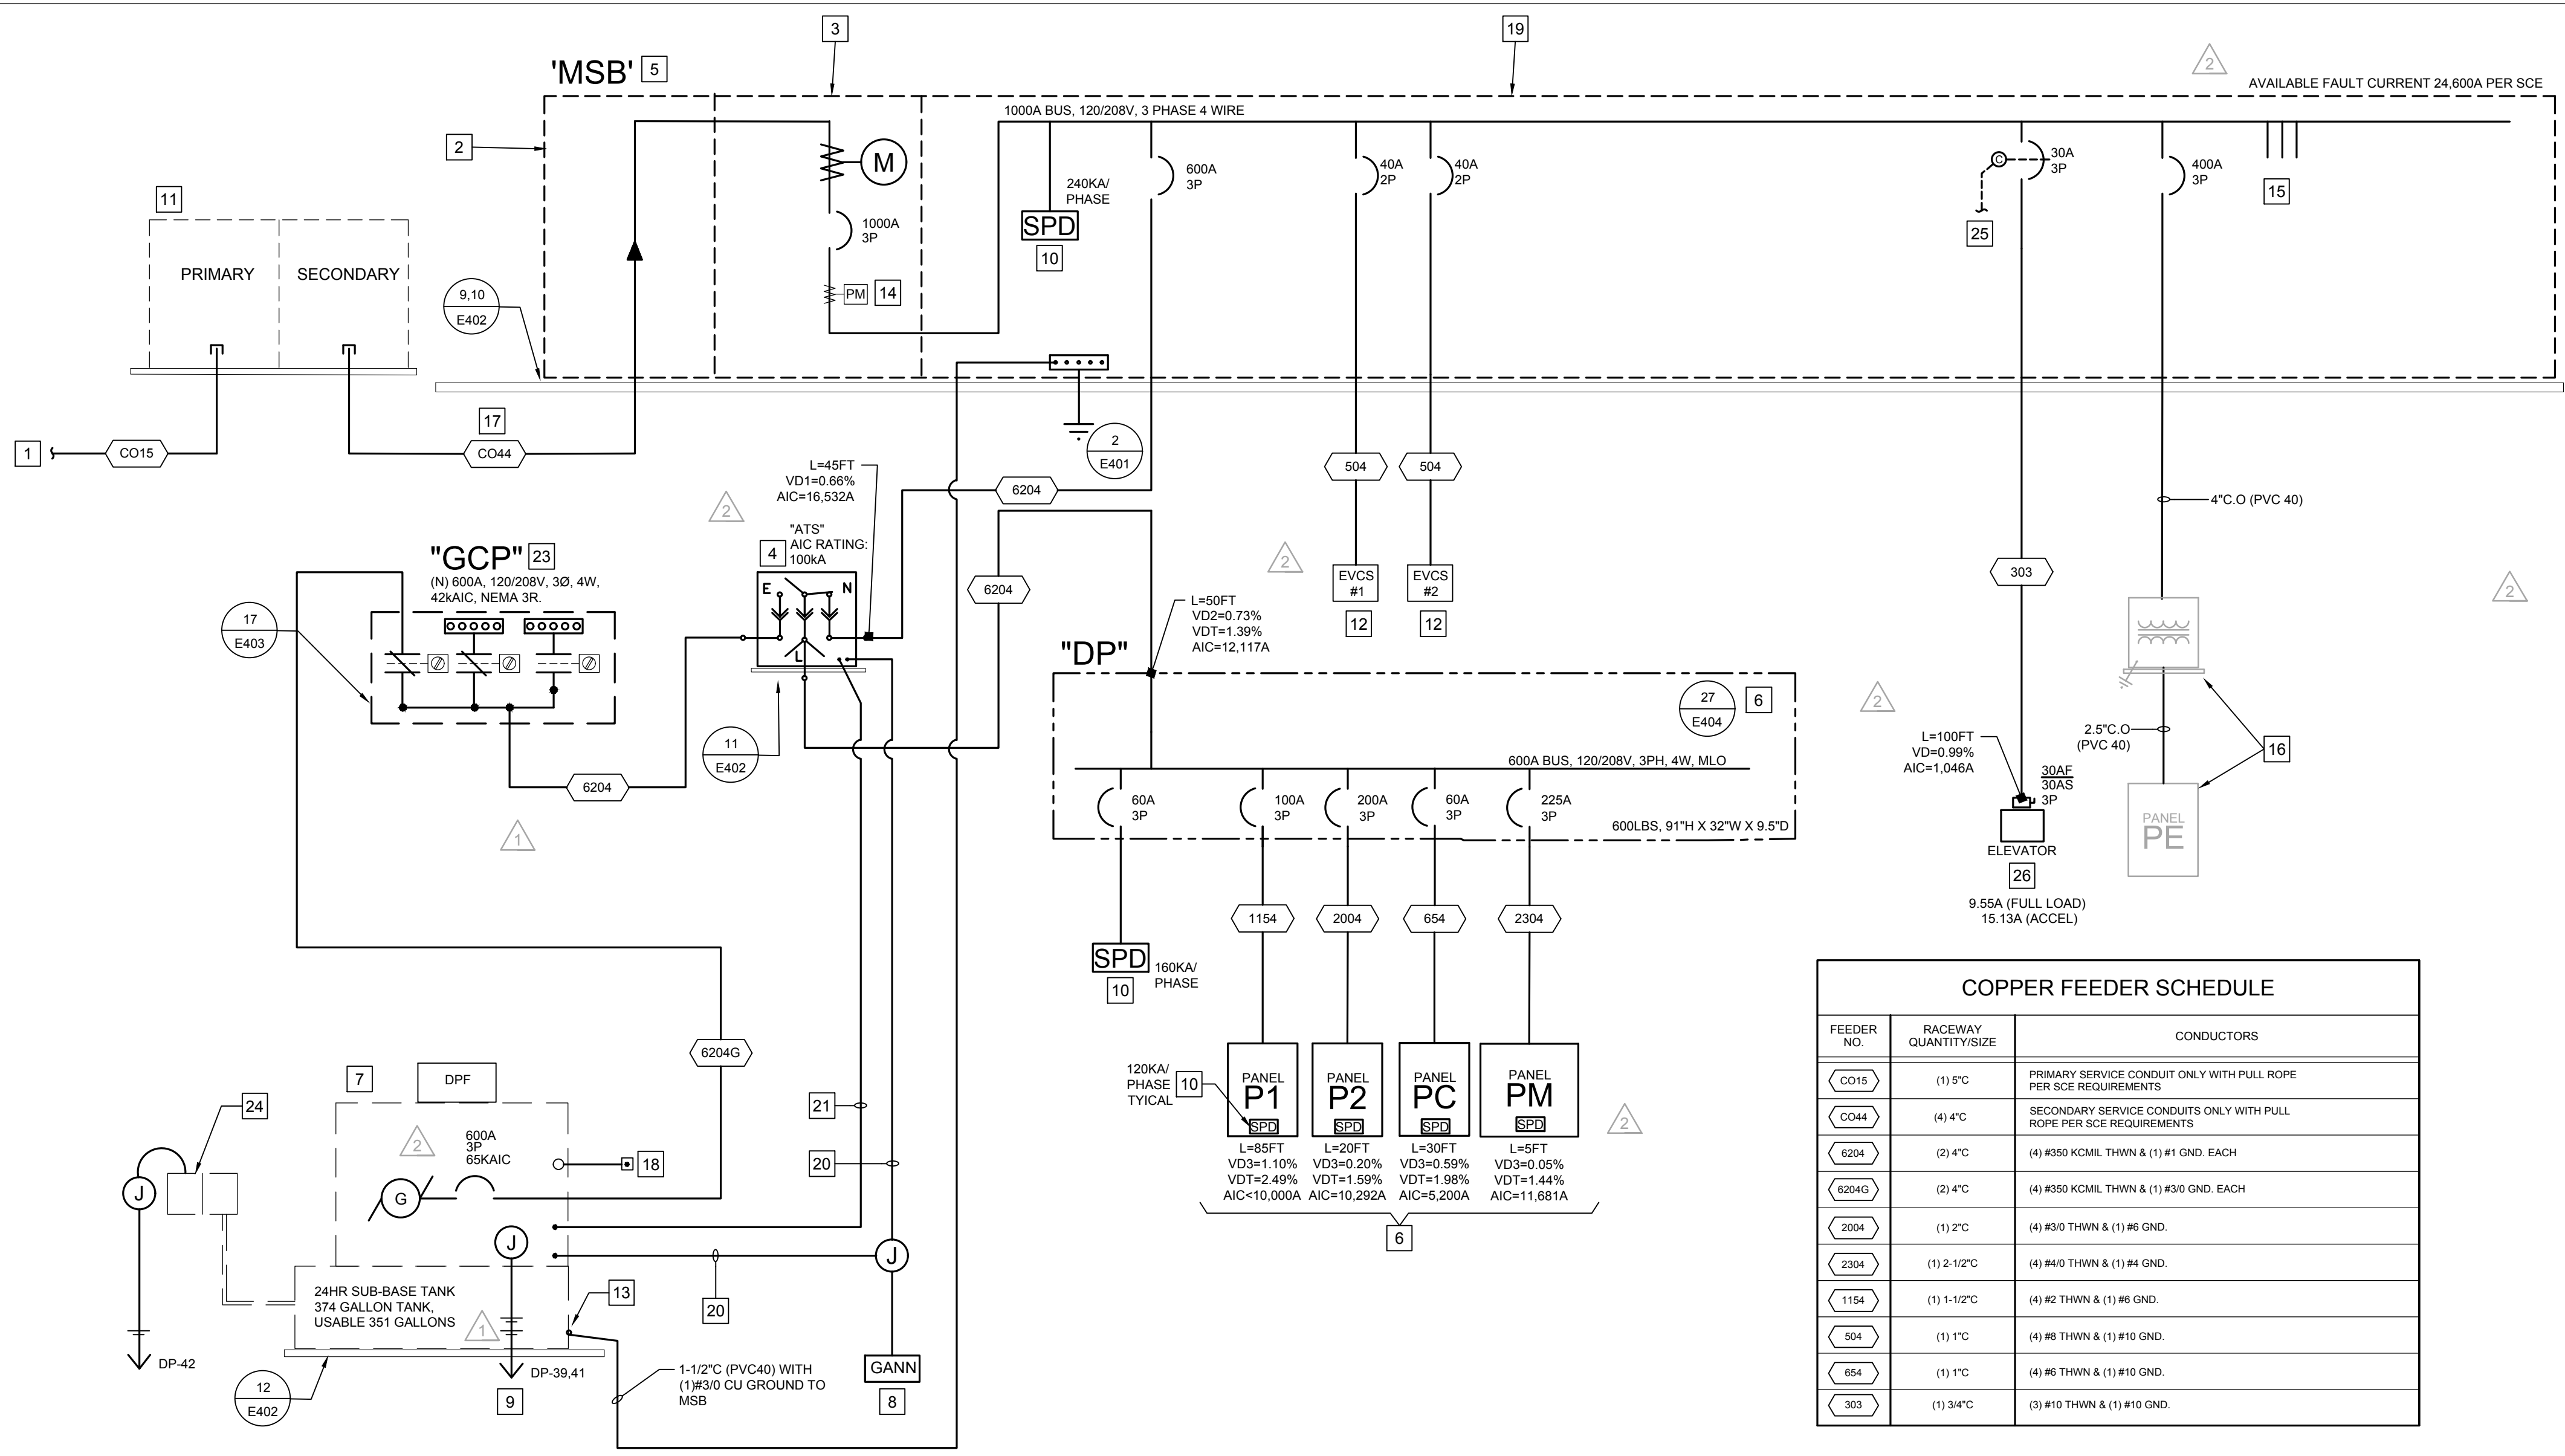 3
19
'MSB' 5
2
AVAILABLE FAULT CURRENT 24,600A PER SCE
1000A BUS, 120/208V, 3 PHASE 4 WIRE
2
M
1000A
3P
PM 14
240KA/
PHASE
SPD
10
600A
3P
40A
2P
40A
2P
C
30A
3P
25
400A
3P
15
11
PRIMARY
SECONDARY
9,10
E402
1
CO15
17
CO44
2
E401
L=45FT
VD1=0.66%
AIC=16,532A
2
6204
504
504
4"C.O (PVC 40)
"ATS"
4 AIC RATING:
100kA
E
N
L
"GCP" 23
(N) 600A, 120/208V, 3Ø, 4W,
42kAIC, NEMA 3R.
17
E403
6204
2
EVCS
#1
12
EVCS
#2
12
303
2
L=50FT
VD2=0.73%
VDT=1.39%
AIC=12,117A
"DP"
27
E404
6
2
11
E402
6204
1
600A BUS, 120/208V, 3PH, 4W, MLO
60A
3P
100A
3P
200A
3P
60A
3P
225A
3P
600LBS, 91"H X 32"W X 9.5"D
L=100FT
VD=0.99%
AIC=1,046A
30AF
30AS
3P
ELEVATOR
26
9.55A (FULL LOAD)
15.13A (ACCEL)
2.5"C.O
(PVC 40)
16
PANEL
PE
1154
2004
654
2304
SPD
160KA/
PHASE
10
120KA/
PHASE
TYICAL
10
PANEL
P1
SPD
L=85FT
VD3=1.10%
VDT=2.49%
AIC<10,000A
PANEL
P2
SPD
L=20FT
VD3=0.20%
VDT=1.59%
AIC=10,292A
PANEL
PC
SPD
L=30FT
VD3=0.59%
VDT=1.98%
AIC=5,200A
PANEL
PM
SPD
L=5FT
VD3=0.05%
VDT=1.44%
AIC=11,681A
2
6
6204G
7
DPF
24
2
600A
3P
65KAIC
18
21
20
J
G
J
J
24HR SUB-BASE TANK
374 GALLON TANK,
USABLE 351 GALLONS
1
13
20
DP-42
12
E402
DP-39,41
9
1-1/2"C (PVC40) WITH
(1)#3/0 CU GROUND TO
MSB
GANN
8
COPPER FEEDER SCHEDULE
FEEDER
NO.
RACEWAY
QUANTITY/SIZE
CONDUCTORS
CO15
(1) 5"C
PRIMARY SERVICE CONDUIT ONLY WITH PULL ROPE
PER SCE REQUIREMENTS
CO44
(4) 4"C
SECONDARY SERVICE CONDUITS ONLY WITH PULL
ROPE PER SCE REQUIREMENTS
6204
(2) 4"C
(4) #350 KCMIL THWN & (1) #1 GND. EACH
6204G
(2) 4"C
(4) #350 KCMIL THWN & (1) #3/0 GND. EACH
2004
(1) 2"C
(4) #3/0 THWN & (1) #6 GND.
2304
(1) 2-1/2"C
(4) #4/0 THWN & (1) #4 GND.
1154
(1) 1-1/2"C
(4) #2 THWN & (1) #6 GND.
504
(1) 1"C
(4) #8 THWN & (1) #10 GND.
654
(1) 1"C
(4) #6 THWN & (1) #10 GND.
303
(1) 3/4"C
(3) #10 THWN & (1) #10 GND.